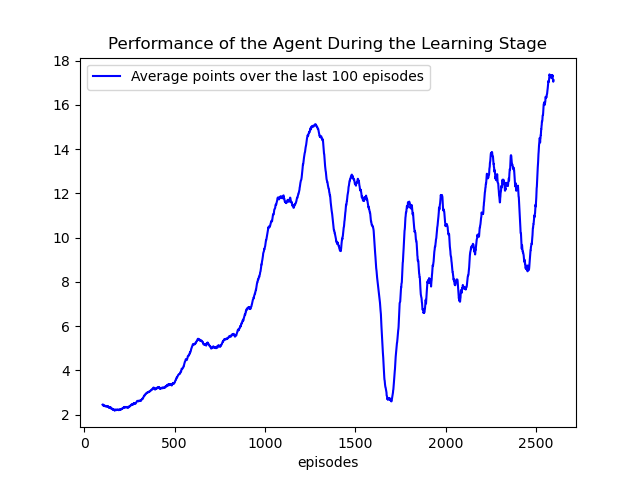 Performance of the Agent During the Learning Stage
Average points over the last 100 episodes
18
16
14
12
10
8
6
4
2
0 500 1000 1500 2000 2500
episodes